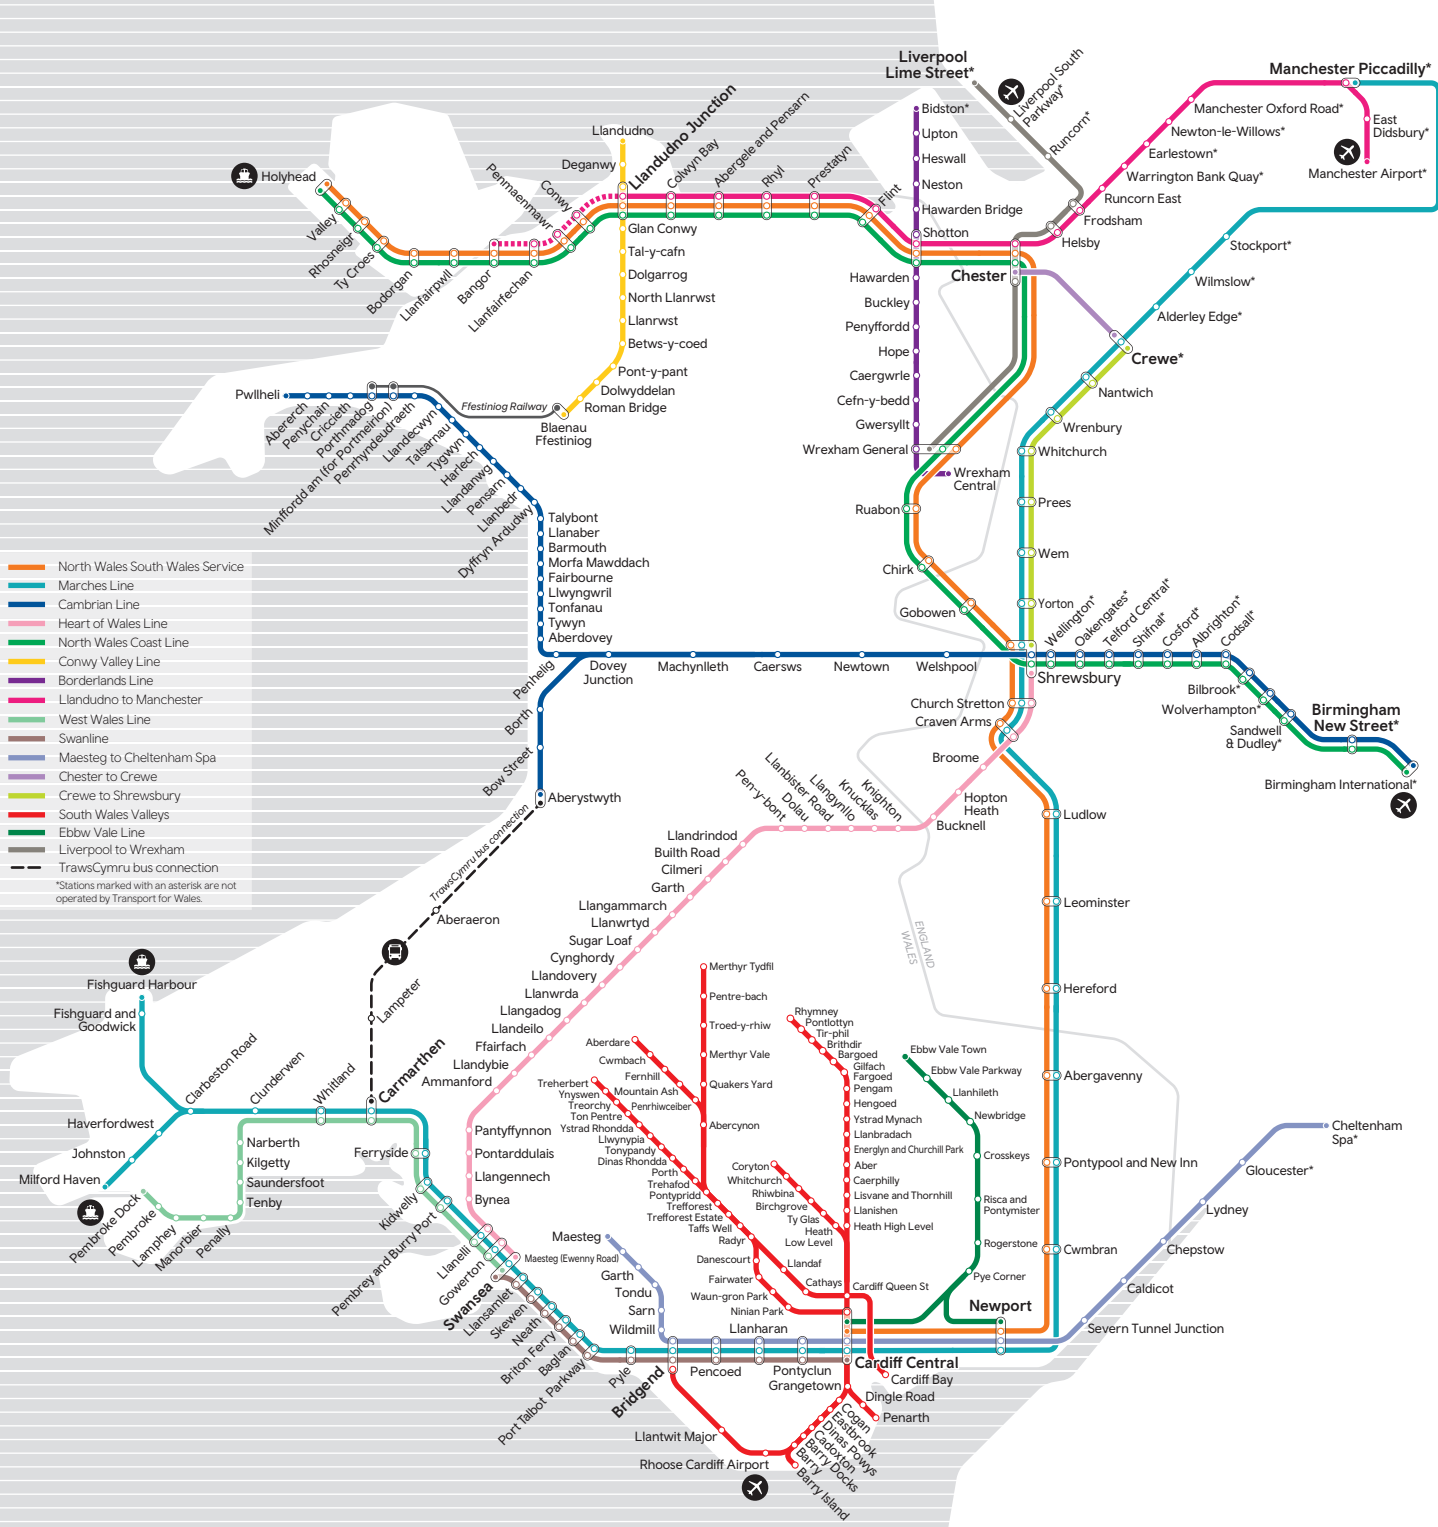 Liverpool
Lime Street*
Liverpool South
Parkway*
Runcorn*
Manchester Piccadilly*
Manchester Oxford Road*
Newton-le-Willows*
Earlestown*
Warrington Bank Quay*
Runcorn East
Frodsham
Helsby
East
Didsbury*
Manchester Airport*
Stockport*
Wilmslow*
Alderley Edge*
Crewe*
Nantwich
Wrenbury
Whitchurch
Prees
Wem
Yorton
Bidston*
Upton
Heswall
Neston
Hawarden Bridge
Shotton
Chester
Hawarden
Buckley
Penyffordd
Hope
Caergwrle
Cefn-y-bedd
Gwersyllt
Wrexham General
Wrexham
Central
Ruabon
Chirk
Gobowen
Holyhead
Valley
Rhosneigr
Ty Croes
Bodorgan
Llanfairpwll
Bangor
Llanfairfechan
Penmaenmawr
Conwy
Llandudno
Deganwy
Llandudno Junction
Colwyn Bay
Abergele and Pensarn
Rhyl
Prestatyn
Flint
Glan Conwy
Tal-y-cafn
Dolgarrog
North Llanrwst
Llanrwst
Betws-y-coed
Pont-y-pant
Dolwyddelan
Roman Bridge
Blaenau
Ffestiniog
Ffestiniog Railway
Pwllheli
Abererch
Penychain
Criccieth
Porthmadog
Minffordd am (for Portmeirion)
Penrhyndeudraeth
Llandecwyn
Talsarnau
Tygwyn
Harlech
Llandanwg
Pensarn
Llanbedr
Dyffryn Ardudwy
Talybont
Llanaber
Barmouth
Morfa Mawddach
Fairbourne
Llwyngwril
Tonfanau
Tywyn
Aberdovey
Penhelig
Dovey
Junction
Machynlleth
Caersws
Newtown
Welshpool
Shrewsbury
Wellington*
Oakengates*
Telford Central*
Shifnal*
Cosford*
Albrighton*
Codsall*
Bilbrook*
Wolverhampton*
Sandwell
& Dudley*
Birmingham
New Street*
Birmingham International*
Borth
Bow Street
Aberystwyth
TrawsCymru bus connection
Aberaeron
Lampeter
North Wales South Wales Service
Marches Line
Cambrian Line
Heart of Wales Line
North Wales Coast Line
Conwy Valley Line
Borderlands Line
Llandudno to Manchester
West Wales Line
Swanline
Maesteg to Cheltenham Spa
Chester to Crewe
Crewe to Shrewsbury
South Wales Valleys
Ebbw Vale Line
Liverpool to Wrexham
TrawsCymru bus connection
*Stations marked with an asterisk are not
operated by Transport for Wales.
Church Stretton
Craven Arms
Broome
Hopton
Heath
Bucknell
Knighton
Knucklas
Llangynllo
Llanbister Road
Dolau
Pen-y-bont
Llandrindod
Builth Road
Cilmeri
Garth
Llangammarch
Llanwrtyd
Sugar Loaf
Cynghordy
Llandovery
Llanwrda
Llangadog
Llandeilo
Ffairfach
Llandybie
Ammanford
Pantyffynnon
Pontarddulais
Llangennech
Bynea
Ludlow
Leominster
Hereford
Abergavenny
Pontypool and New Inn
Cwmbran
ENGLAND
WALES
Fishguard Harbour
Fishguard and
Goodwick
Clarbeston Road
Clunderwen
Whitland
Carmarthen
Haverfordwest
Johnston
Milford Haven
Pembroke Dock
Pembroke
Lamphey
Manorbier
Penally
Narberth
Kilgetty
Saundersfoot
Tenby
Ferryside
Kidwelly
Pembrey and Burry Port
Llanelli
Gowerton
Swansea
Llansamlet
Skewen
Neath
Briton Ferry
Baglan
Port Talbot Parkway
Pyle
Bridgend
Maesteg
Maesteg (Ewenny Road)
Garth
Tondu
Sarn
Wildmill
Pencoed
Llanharan
Pontyclun
Merthyr Tydfil
Pentre-bach
Troed-y-rhiw
Merthyr Vale
Quakers Yard
Abercynon
Aberdare
Cwmbach
Fernhill
Mountain Ash
Penrhiwceiber
Treherbert
Ynyswen
Treorchy
Ton Pentre
Ystrad Rhondda
Llwynypia
Tonypandy
Dinas Rhondda
Porth
Trehafod
Pontypridd
Trefforest
Trefforest Estate
Taffs Well
Radyr
Danescourt
Fairwater
Waun-gron Park
Ninian Park
Llandaf
Cathays
Coryton
Whitchurch
Rhiwbina
Birchgrove
Ty Glas
Heath
Low Level
Rhymney
Pontlottyn
Tir-phil
Brithdir
Bargoed
Gilfach
Fargoed
Pengam
Hengoed
Ystrad Mynach
Llanbradach
Energlyn and Churchill Park
Aber
Caerphilly
Lisvane and Thornhill
Llanishen
Heath High Level
Cardiff Queen St
Ebbw Vale Town
Ebbw Vale Parkway
Llanhileth
Newbridge
Crosskeys
Risca and
Pontymister
Rogerstone
Pye Corner
Newport
Cheltenham
Spa*
Gloucester*
Lydney
Chepstow
Caldicot
Severn Tunnel Junction
Cardiff Central
Cardiff Bay
Grangetown
Dingle Road
Penarth
Cogan
Eastbrook
Dinas Powys
Cadoxton
Barry Docks
Barry
Barry Island
Llantwit Major
Rhoose Cardiff Airport